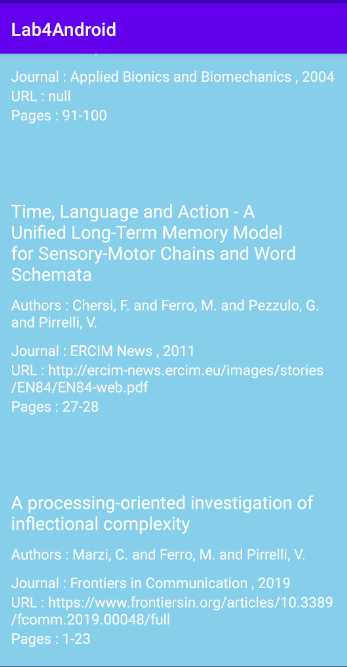 Lab4Android
Journal : Applied Bionics and Biomechanics , 2004
URL : null
Pages : 91-100
Time, Language and Action - A
Unified Long-Term Memory Model
for Sensory-Motor Chains and Word
Schemata
Authors : Chersi, F. and Ferro, M. and Pezzulo, G.
and Pirrelli, V.
Journal : ERCIM News , 2011
URL : http://ercim-news.ercim.eu/images/stories
/EN84/EN84-web.pdf
Pages : 27-28
A processing-oriented investigation of
inflectional complexity
Authors : Marzi, C. and Ferro, M. and Pirrelli, V.
Journal : Frontiers in Communication , 2019
URL : https://www.frontiersin.org/articles/10.3389
/fcomm.2019.00048/full
Pages : 1-23